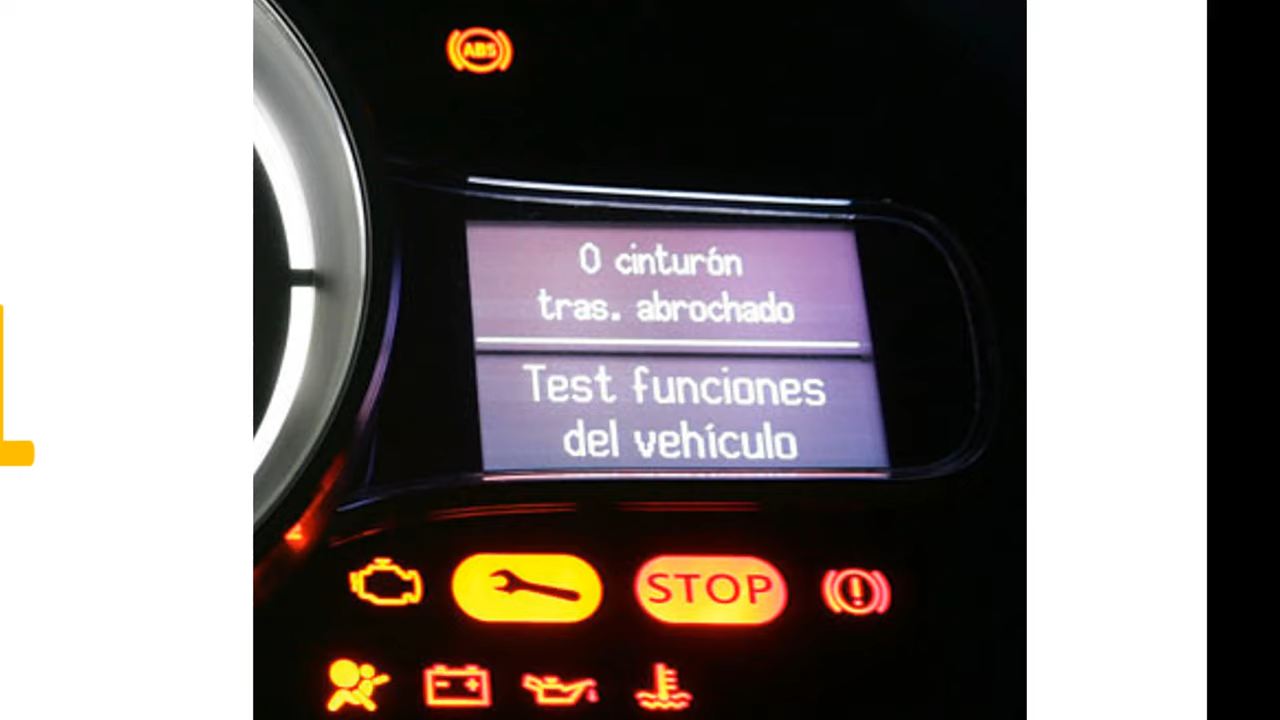 ABS
0 cinturón
tras. abrochado
Test funciones
del vehículo
STOP